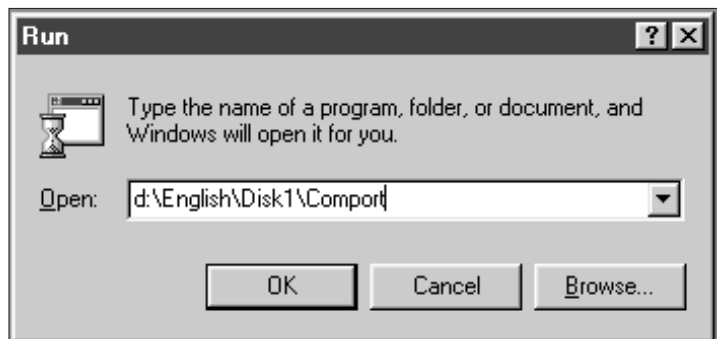 Run
Type the name of a program, folder, or document, and
Windows will open it for you.
Open: d:\English\Disk1\Comport
OK Cancel Browse...